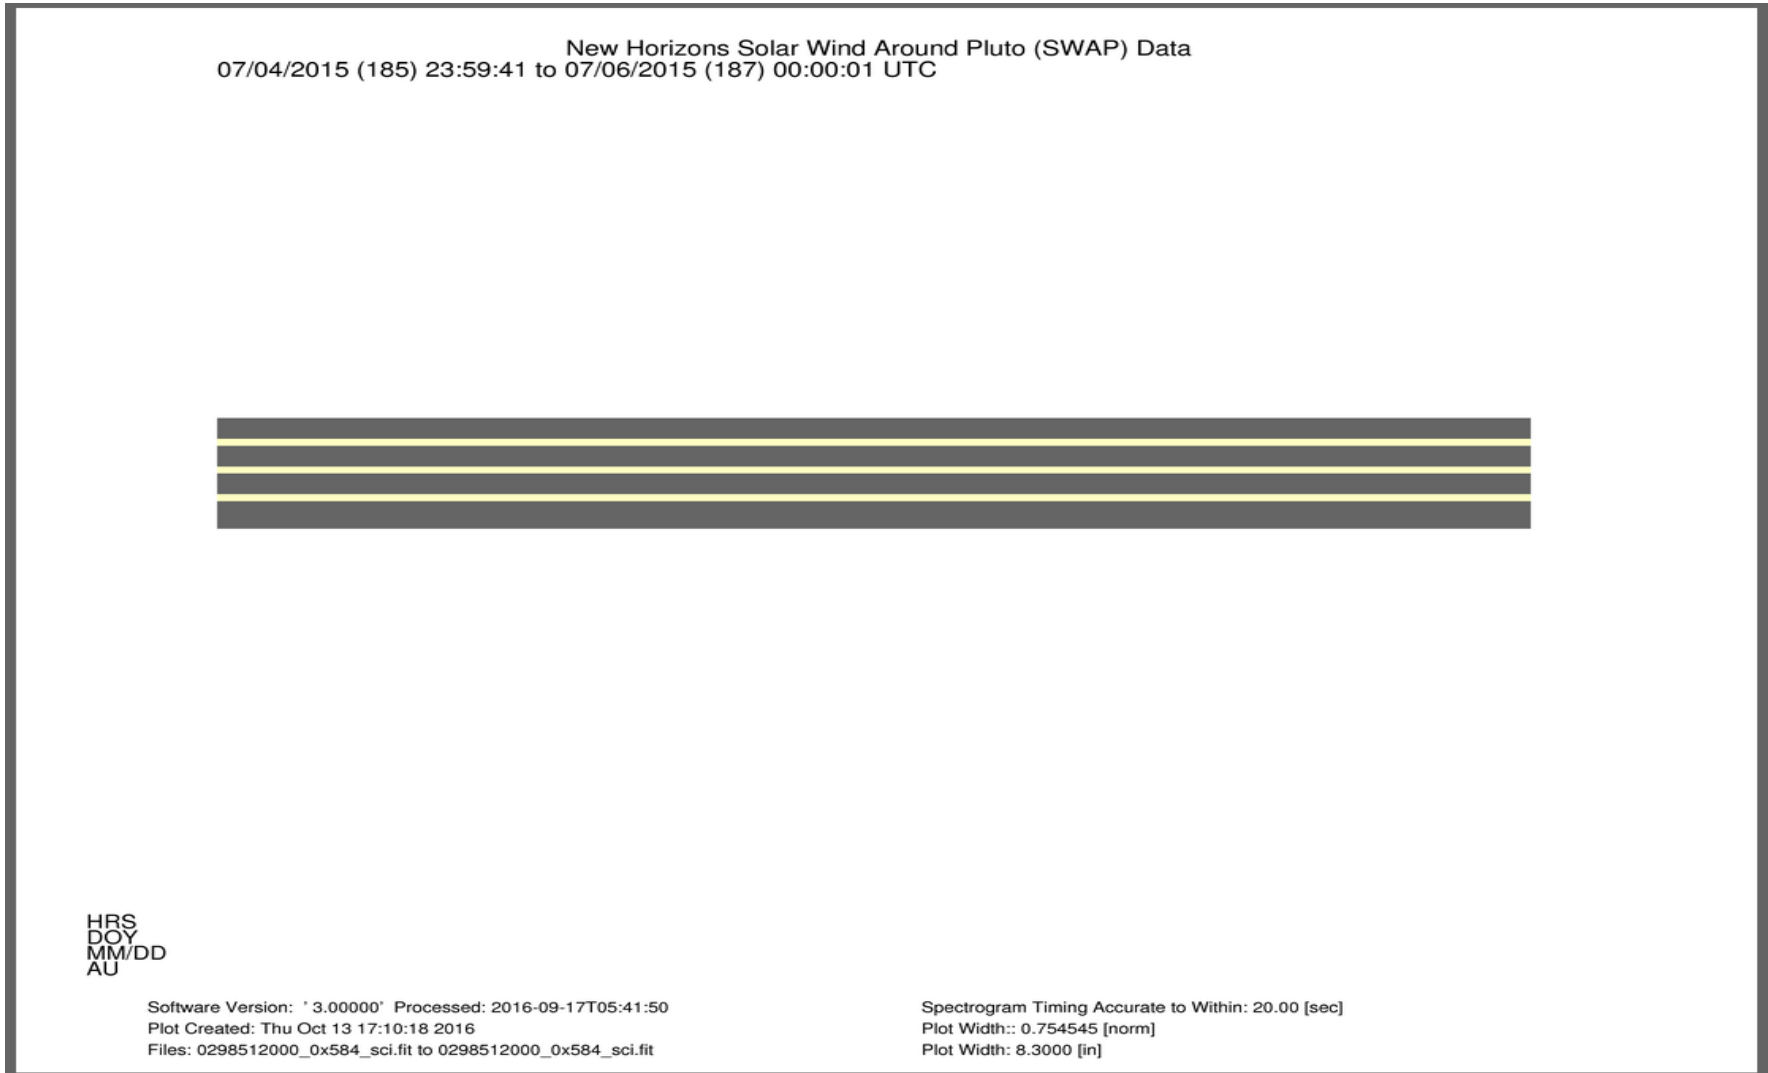 New Horizons Solar Wind Around Pluto (SWAP) Data
07/04/2015 (185) 23:59:41 to 07/06/2015 (187) 00:00:01 UTC
HRS
DOY
MM/DD
AU
Software Version: ' 3.00000' Processed: 2016-09-17T05:41:50
Plot Created: Thu Oct 13 17:10:18 2016
Files: 0298512000_0x584_sci.fit to 0298512000_0x584_sci.fit
Spectrogram Timing Accurate to Within: 20.00 [sec]
Plot Width:: 0.754545 [norm]
Plot Width: 8.3000 [in]